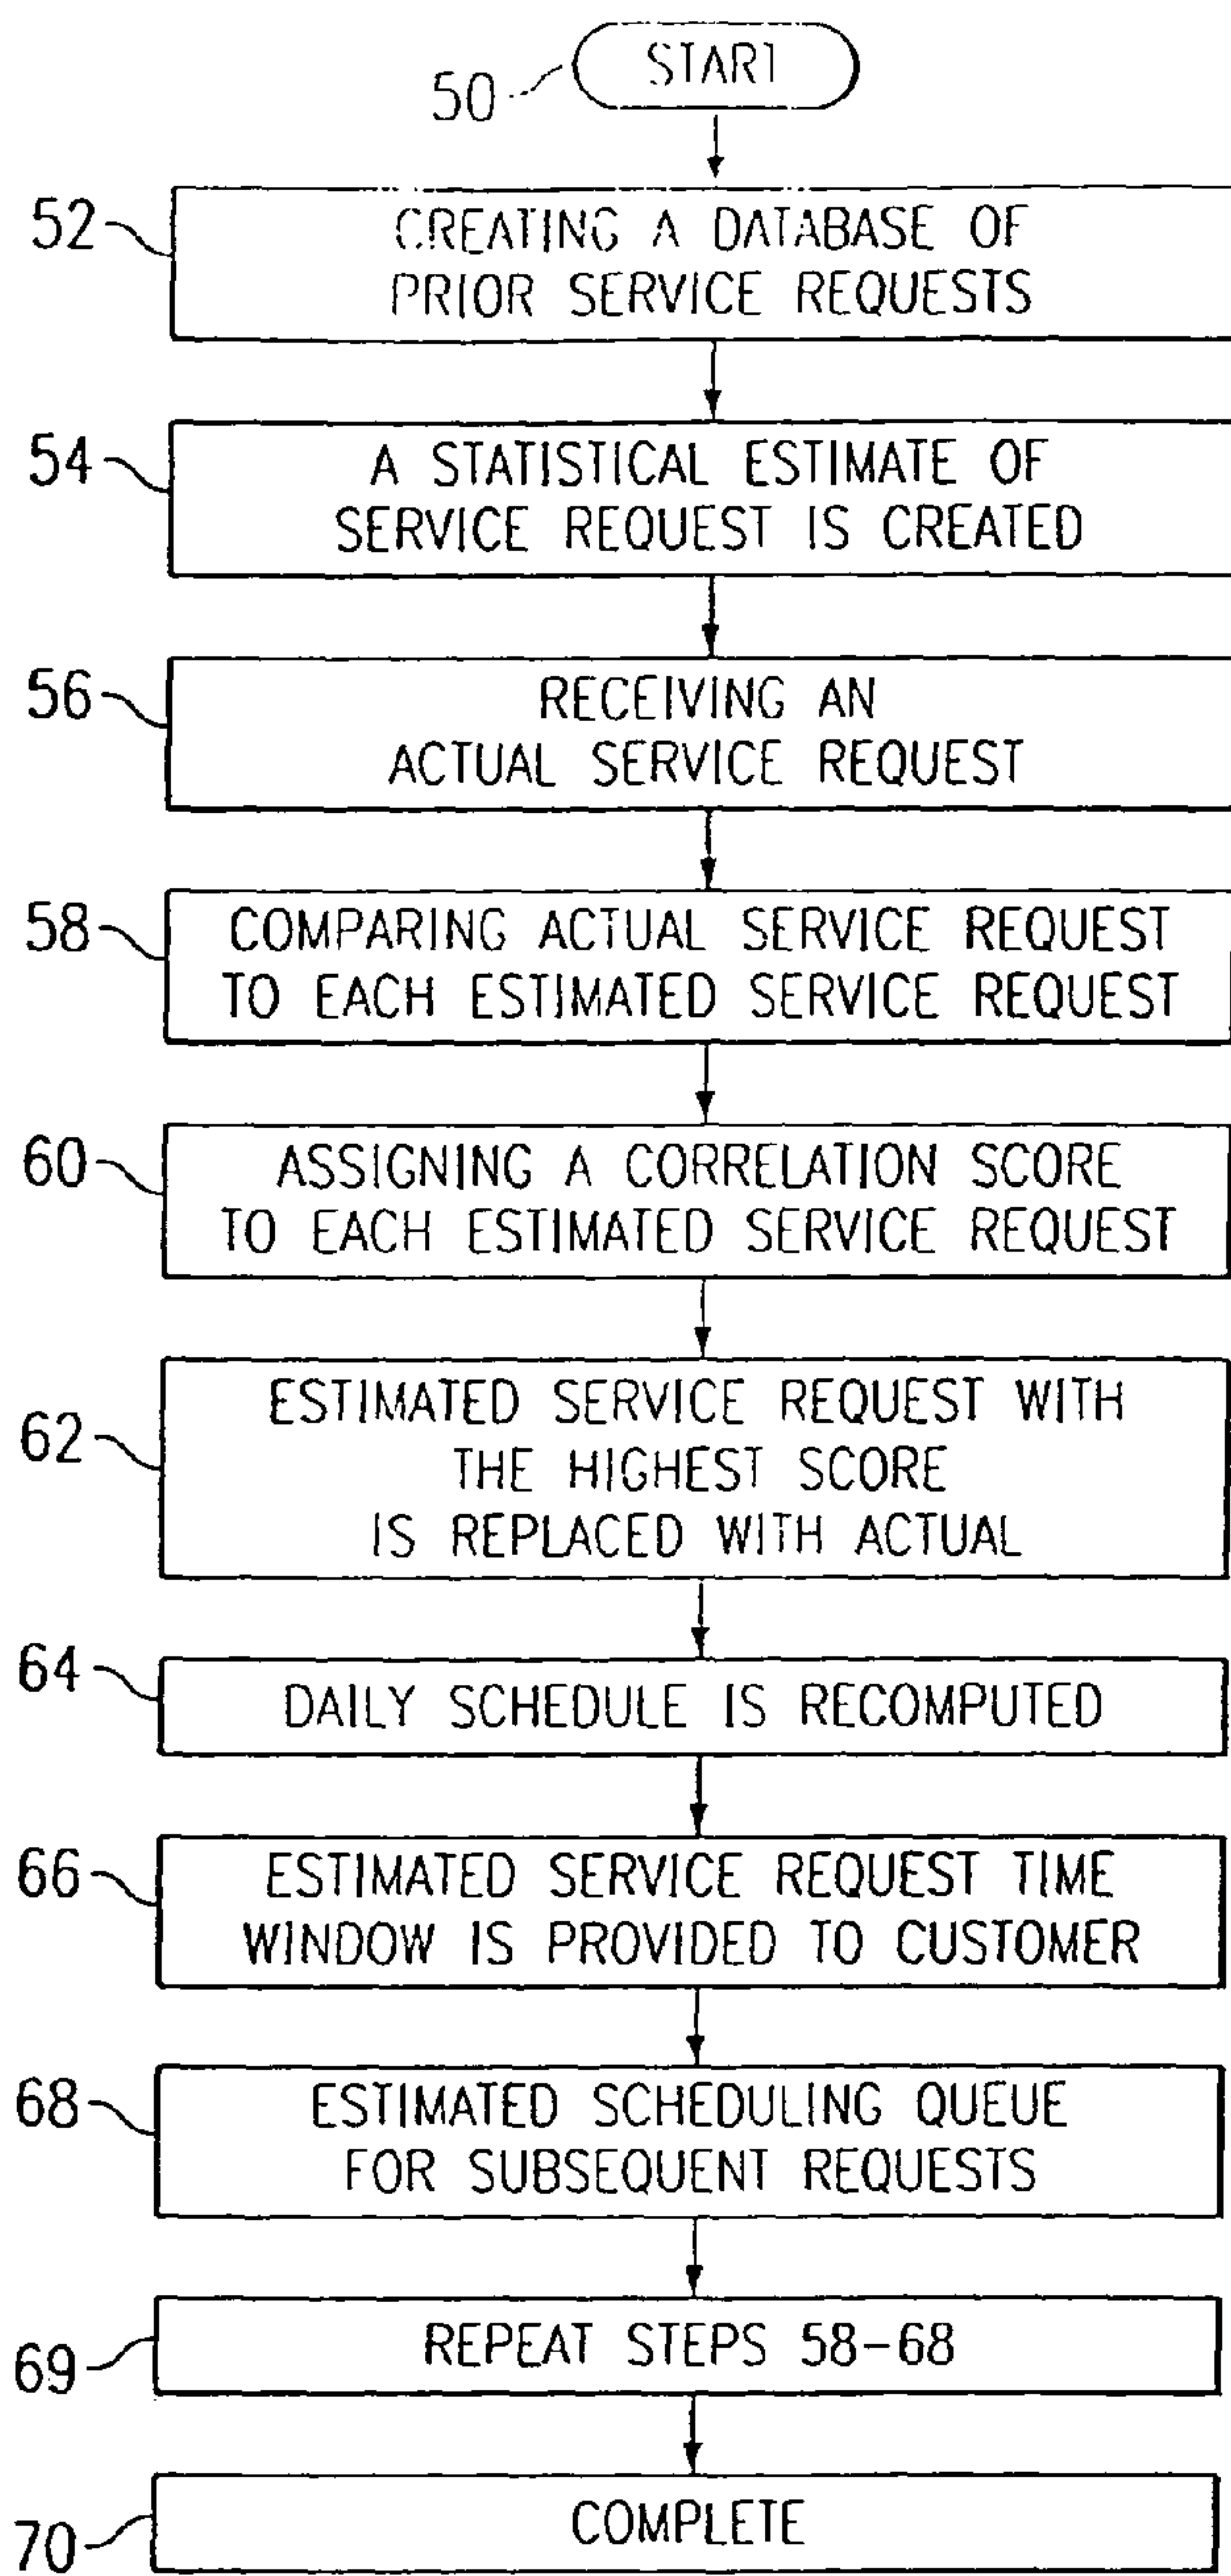 START
50
52
CREATING A DATABASE OF
PRIOR SERVICE REQUESTS
54
A STATISTICAL ESTIMATE OF
SERVICE REQUEST IS CREATED
56
RECEIVING AN
ACTUAL SERVICE REQUEST
58
COMPARING ACTUAL SERVICE REQUEST
TO EACH ESTIMATED SERVICE REQUEST
60
ASSIGNING A CORRELATION SCORE
TO EACH ESTIMATED SERVICE REQUEST
62
ESTIMATED SERVICE REQUEST WITH
THE HIGHEST SCORE
IS REPLACED WITH ACTUAL
64
DAILY SCHEDULE IS RECOMPUTED
66
ESTIMATED SERVICE REQUEST TIME
WINDOW IS PROVIDED TO CUSTOMER
68
ESTIMATED SCHEDULING QUEUE
FOR SUBSEQUENT REQUESTS
69
REPEAT STEPS 58-68
70
COMPLETE